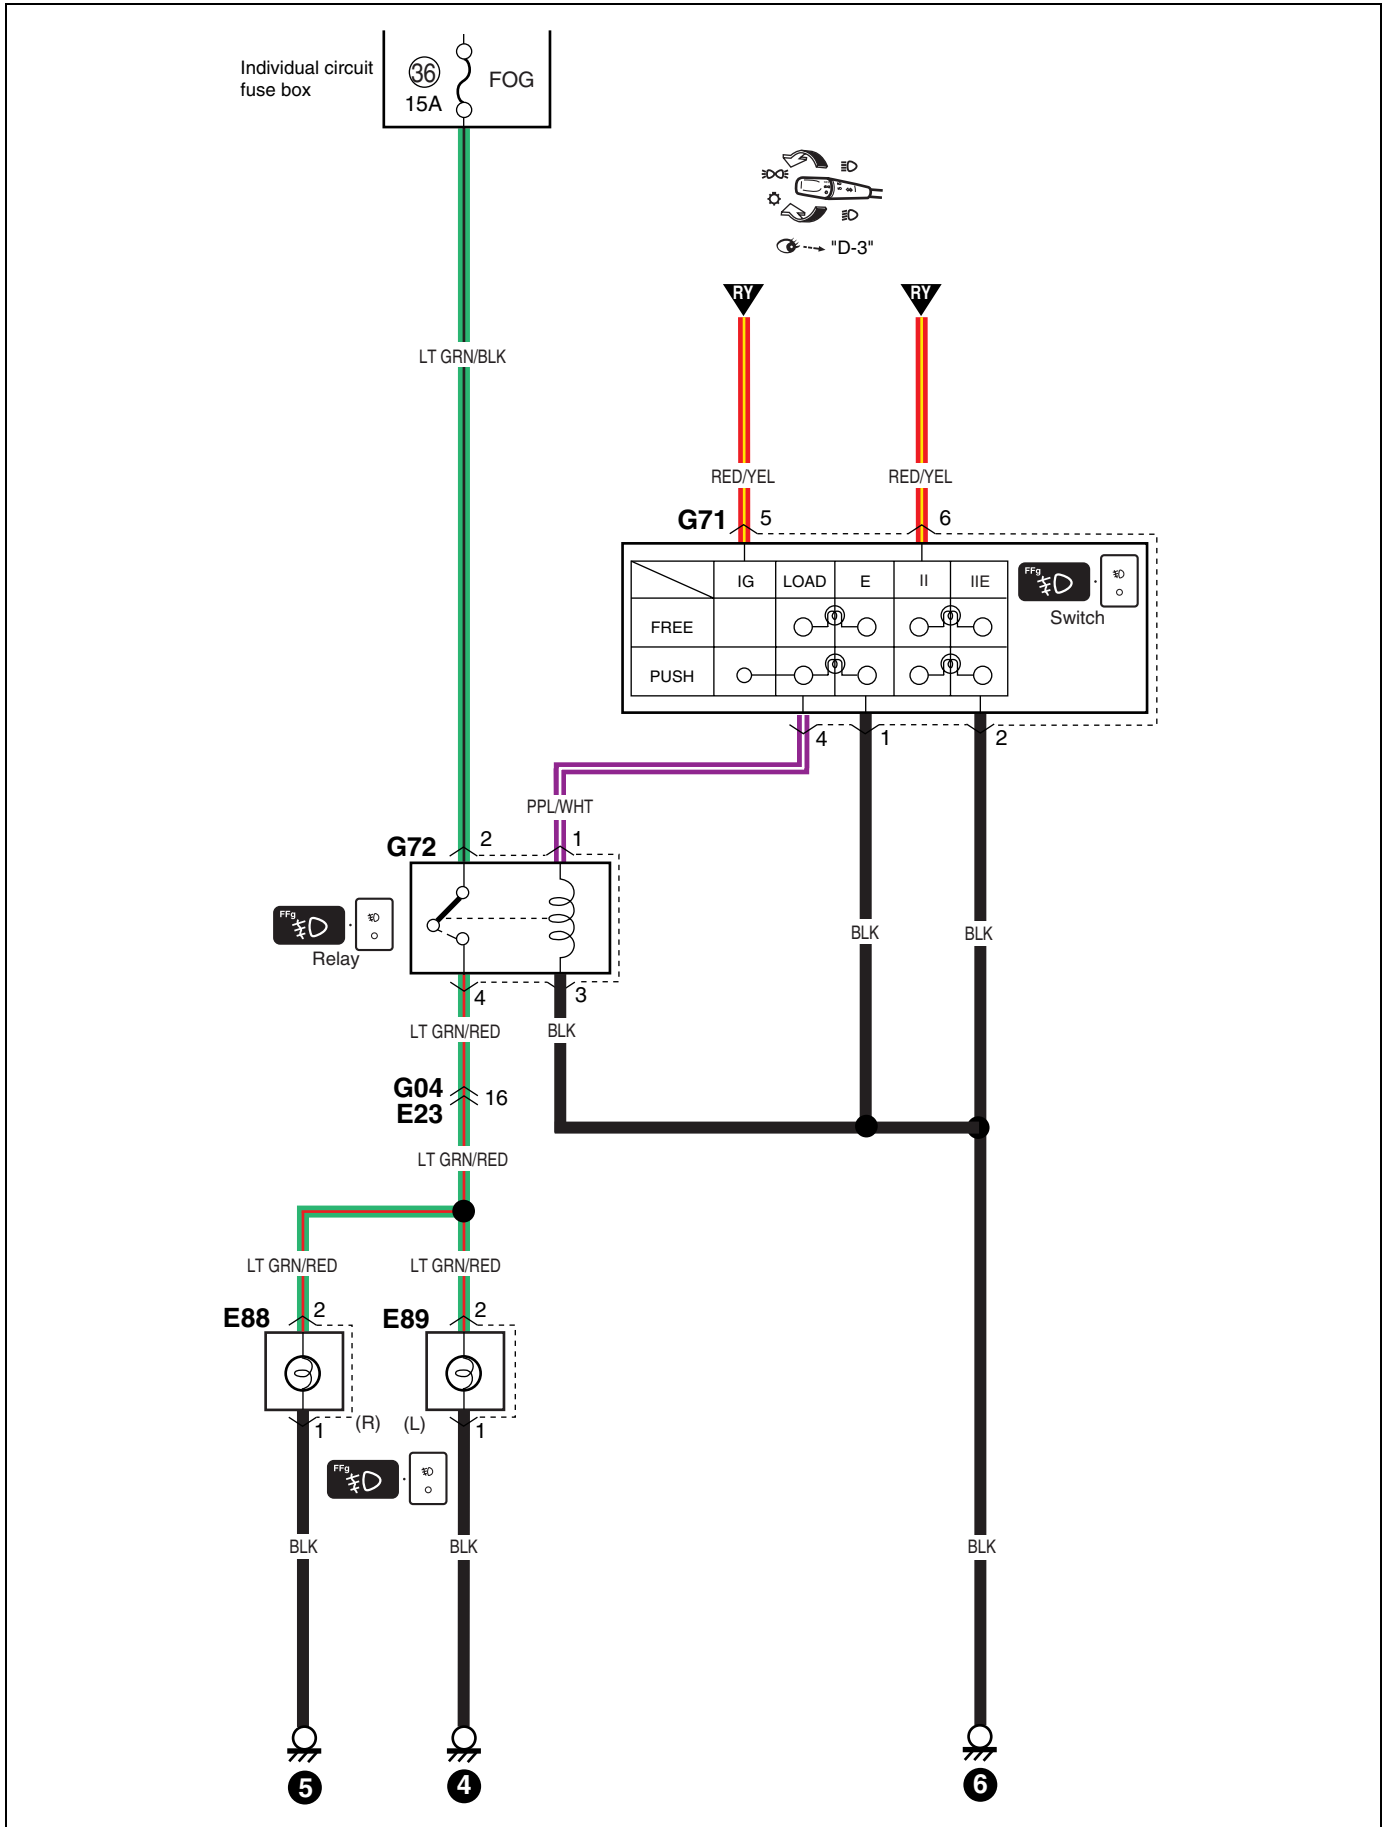 Individual circuit
fuse box
36
15A
FOG
"D-3"
RY
RY
LT GRN/BLK
RED/YEL
RED/YEL
G71
5
6
IG
LOAD
E
II
IIE
FREE
PUSH
FFg
Switch
4
1
2
PPL/WHT
G72
2
1
FFg
Relay
BLK
BLK
4
3
LT GRN/RED
BLK
G04
E23
16
LT GRN/RED
LT GRN/RED
LT GRN/RED
E88
2
E89
2
1
(R)
(L)
1
FFg
BLK
BLK
BLK
5
4
6